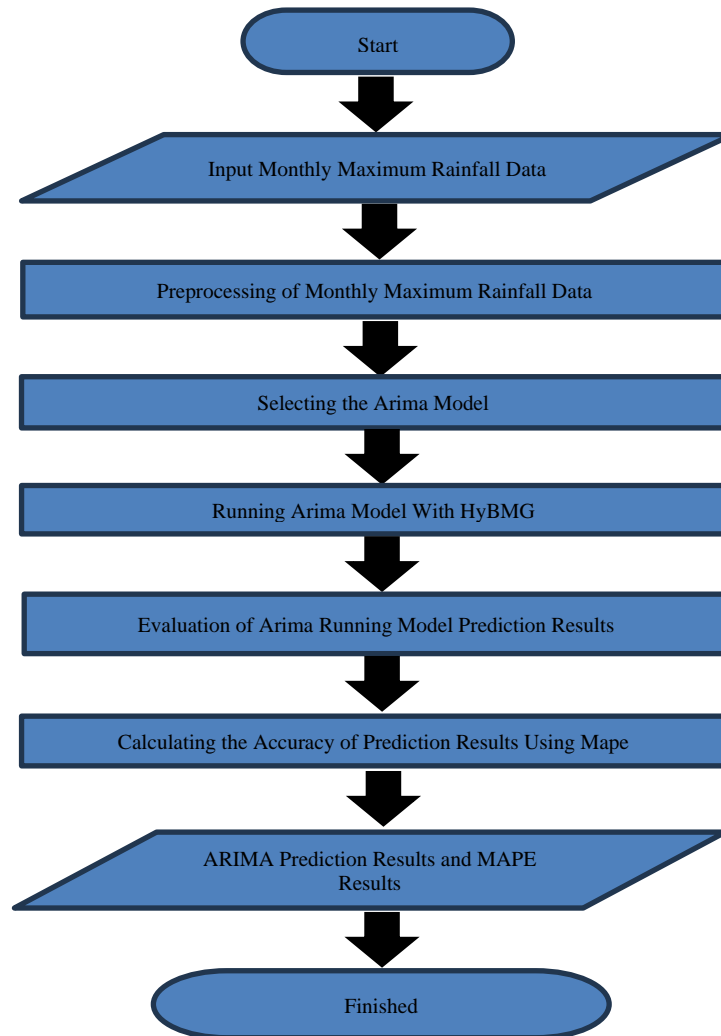 Start
Input Monthly Maximum Rainfall Data
Preprocessing of Monthly Maximum Rainfall Data
Selecting the Arima Model
Running Arima Model With HyBMG
Evaluation of Arima Running Model Prediction Results
Calculating the Accuracy of Prediction Results Using Mape
ARIMA Prediction Results and MAPE
Results
Finished